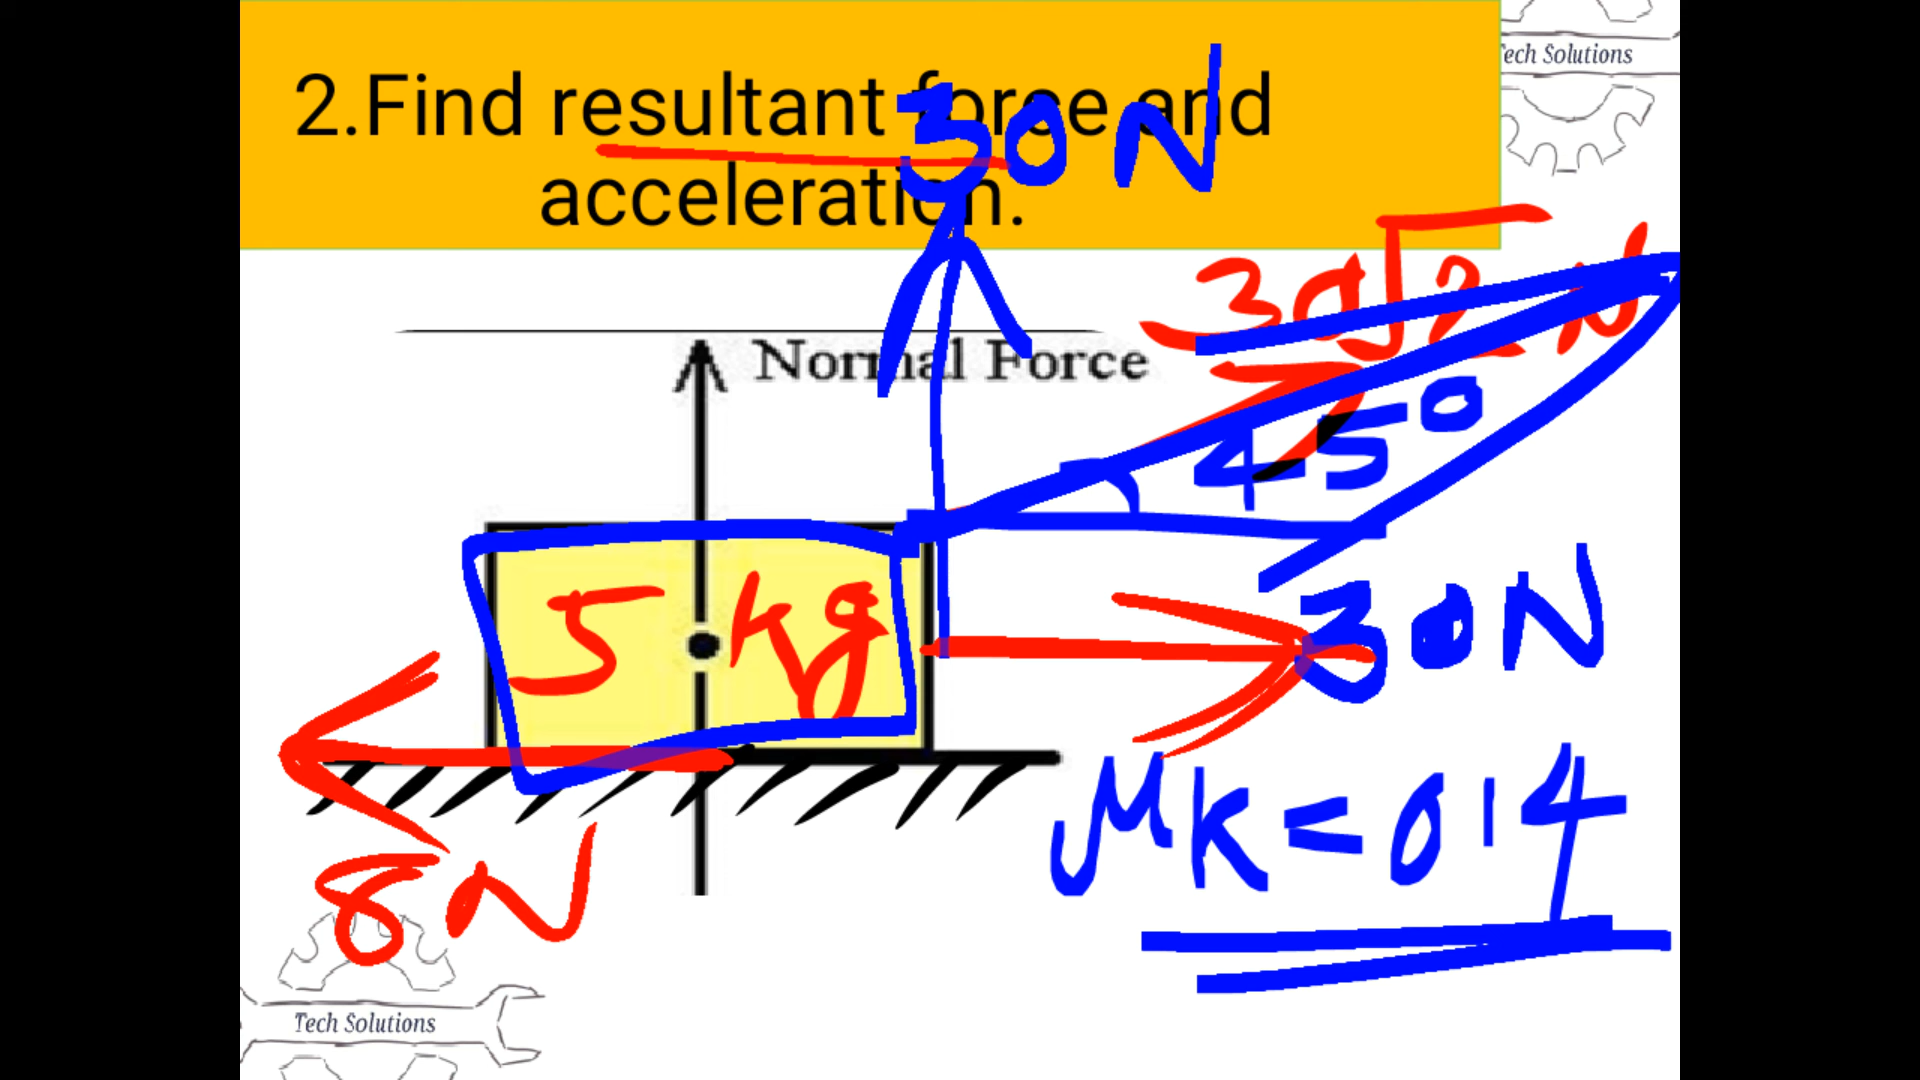 2.Find resultant force and
acceleration.
Tech Solutions
30N
30√2 N
Normal Force
45°
5 kg
30N
μk=0.4
8N
Tech Solutions